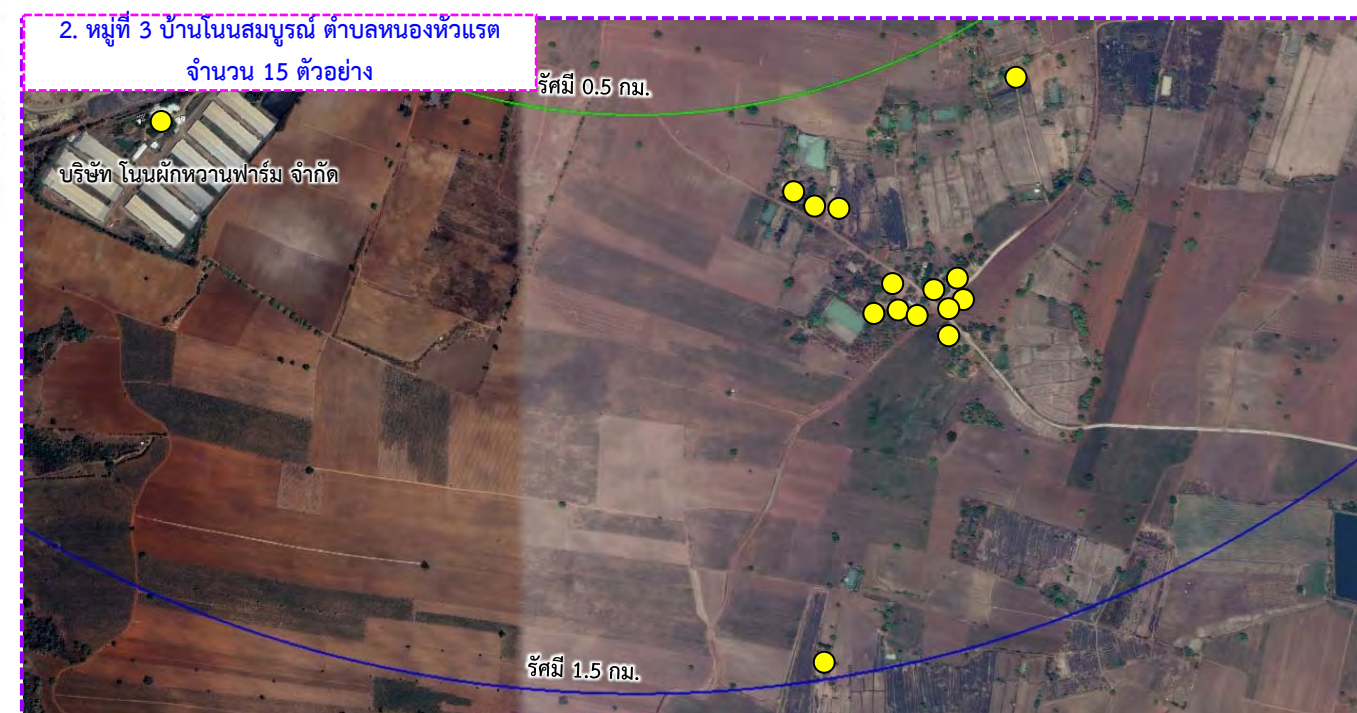 2. หมู่ที่ 3 บ้านโนนสมบูรณ์ ตำบลหนองหัวแรต
จำนวน 15 ตัวอย่าง
รัศมี 0.5 กม.
บริษัท โนนผักหวานฟาร์ม จำกัด
รัศมี 1.5 กม.